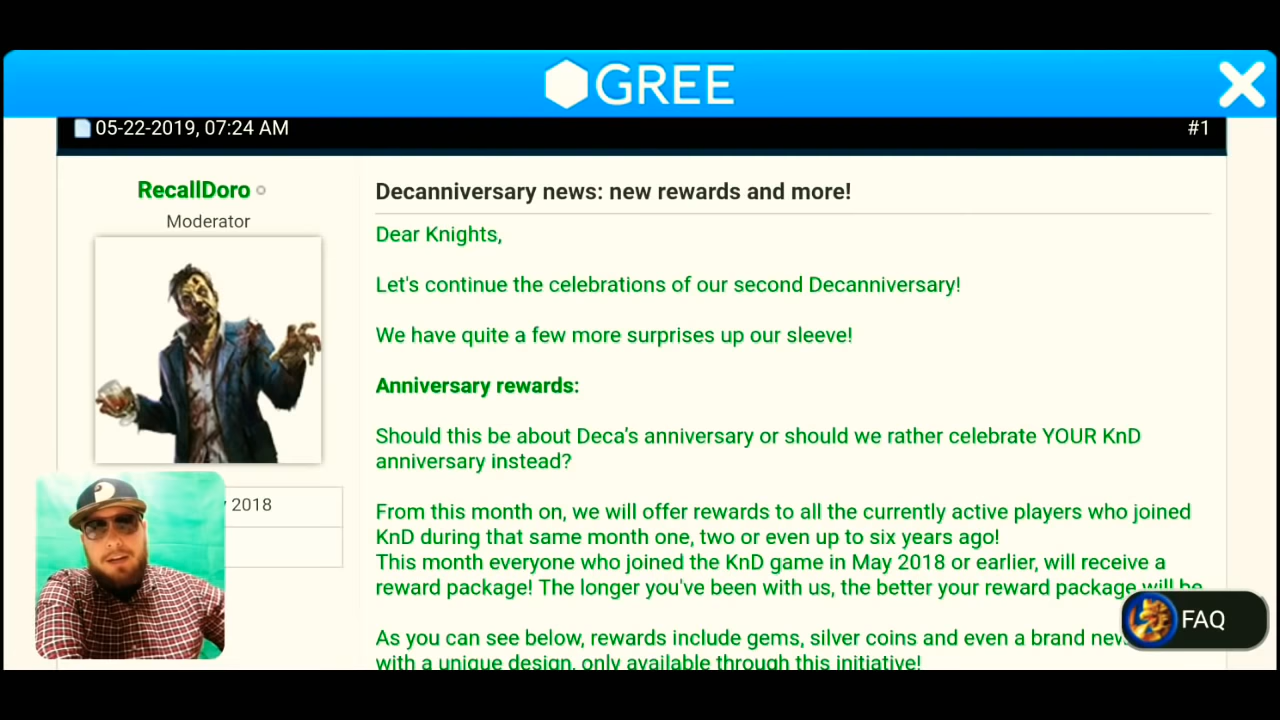 GREE
05-22-2019, 07:24 AM
#1
RecallDoro
Moderator
2018
Decanniversary news: new rewards and more!
Dear Knights,
Let's continue the celebrations of our second Decanniversary!
We have quite a few more surprises up our sleeve!
Anniversary rewards:
Should this be about Deca's anniversary or should we rather celebrate YOUR KnD
anniversary instead?
From this month on, we will offer rewards to all the currently active players who joined
KnD during that same month one, two or even up to six years ago!
This month everyone who joined the KnD game in May 2018 or earlier, will receive a
reward package! The longer you've been with us, the better your reward package will be
As you can see below, rewards include gems, silver coins and even a brand new
with a unique design, only available through this initiative!
FAQ